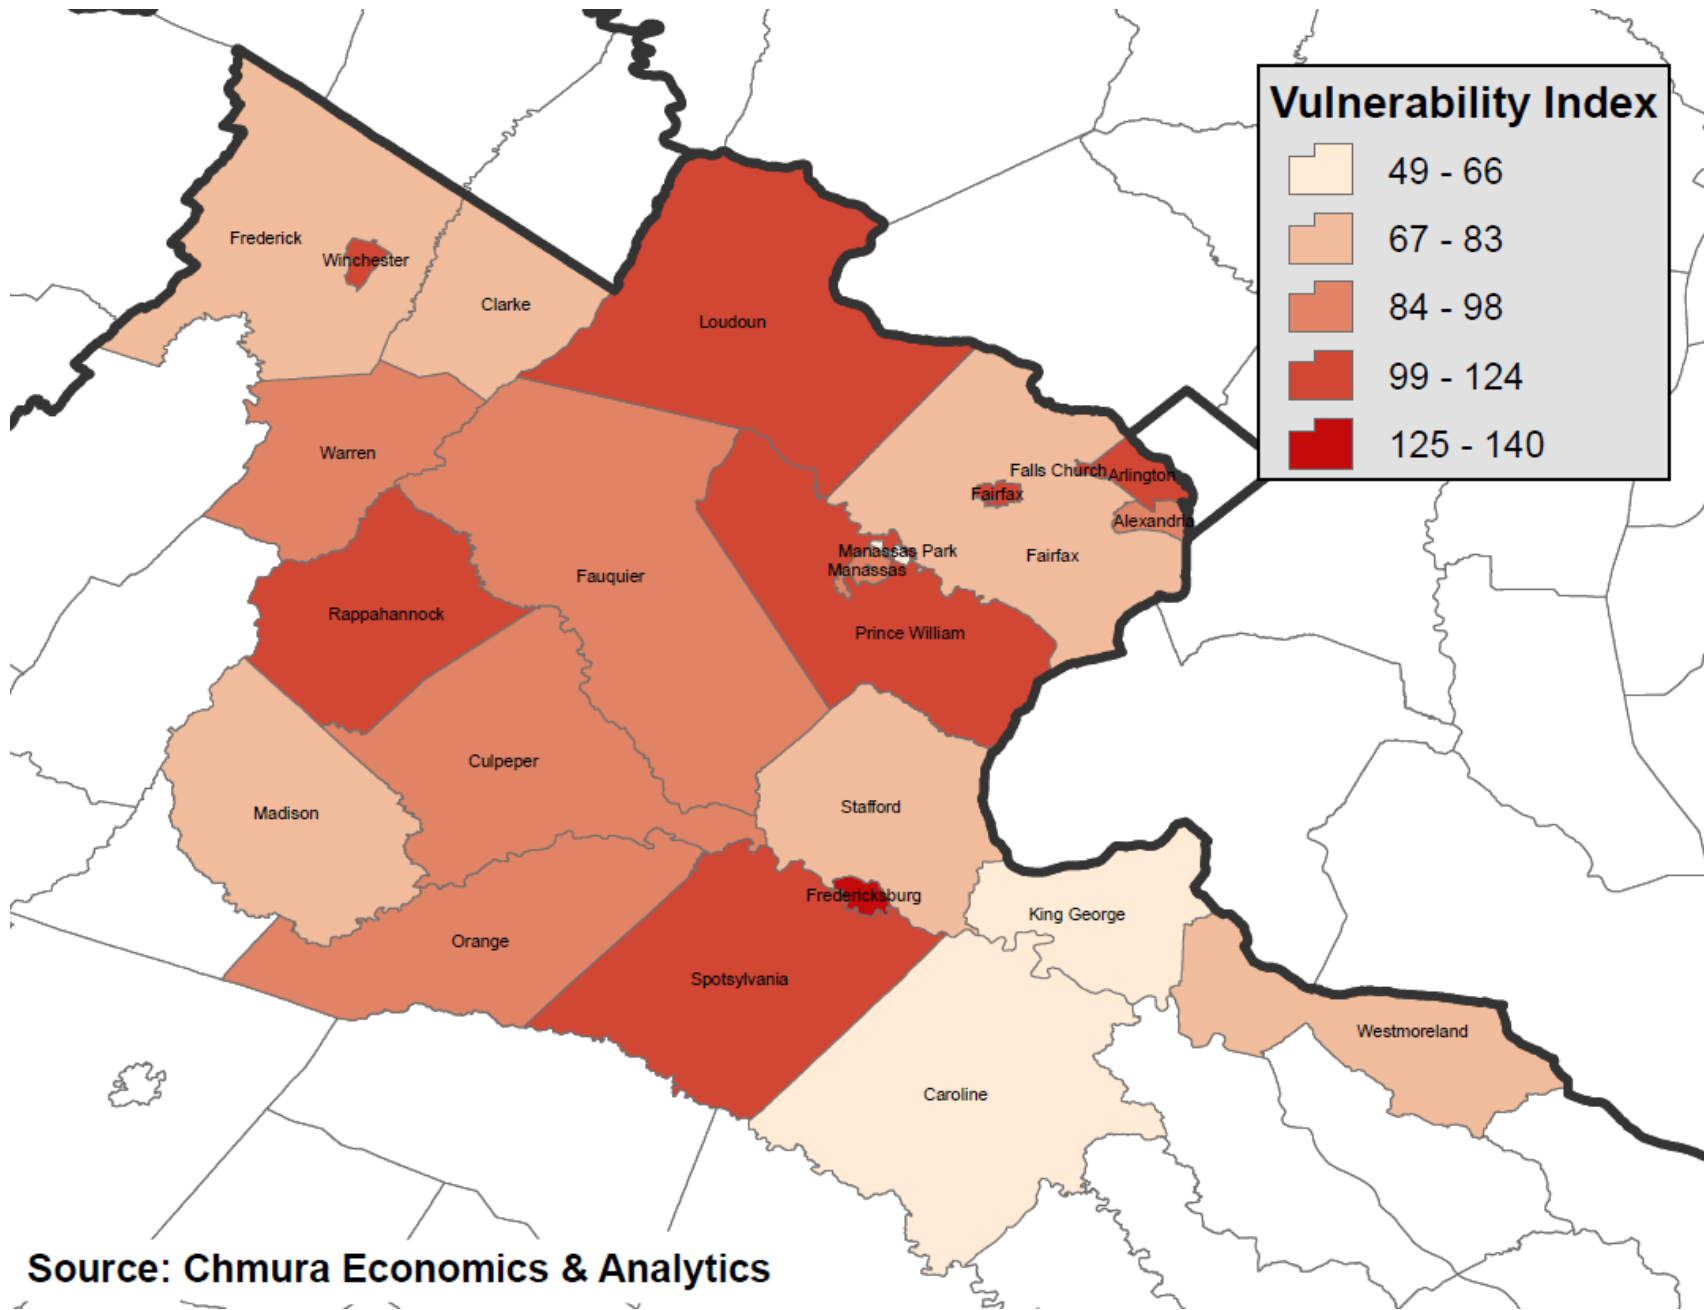 Vulnerability Index
49 - 66
67 - 83
84 - 98
99 - 124
125 - 140
Frederick
Winchester
Clarke
Loudoun
Warren
Falls Church
Arlington
Fairfax
Alexandria
Manassas Park
Fairfax
Manassas
Fauquier
Rappahannock
Prince William
Culpeper
Stafford
Madison
Fredericksburg
King George
Orange
Spotsylvania
Westmoreland
Caroline
Source: Chmura Economics & Analytics